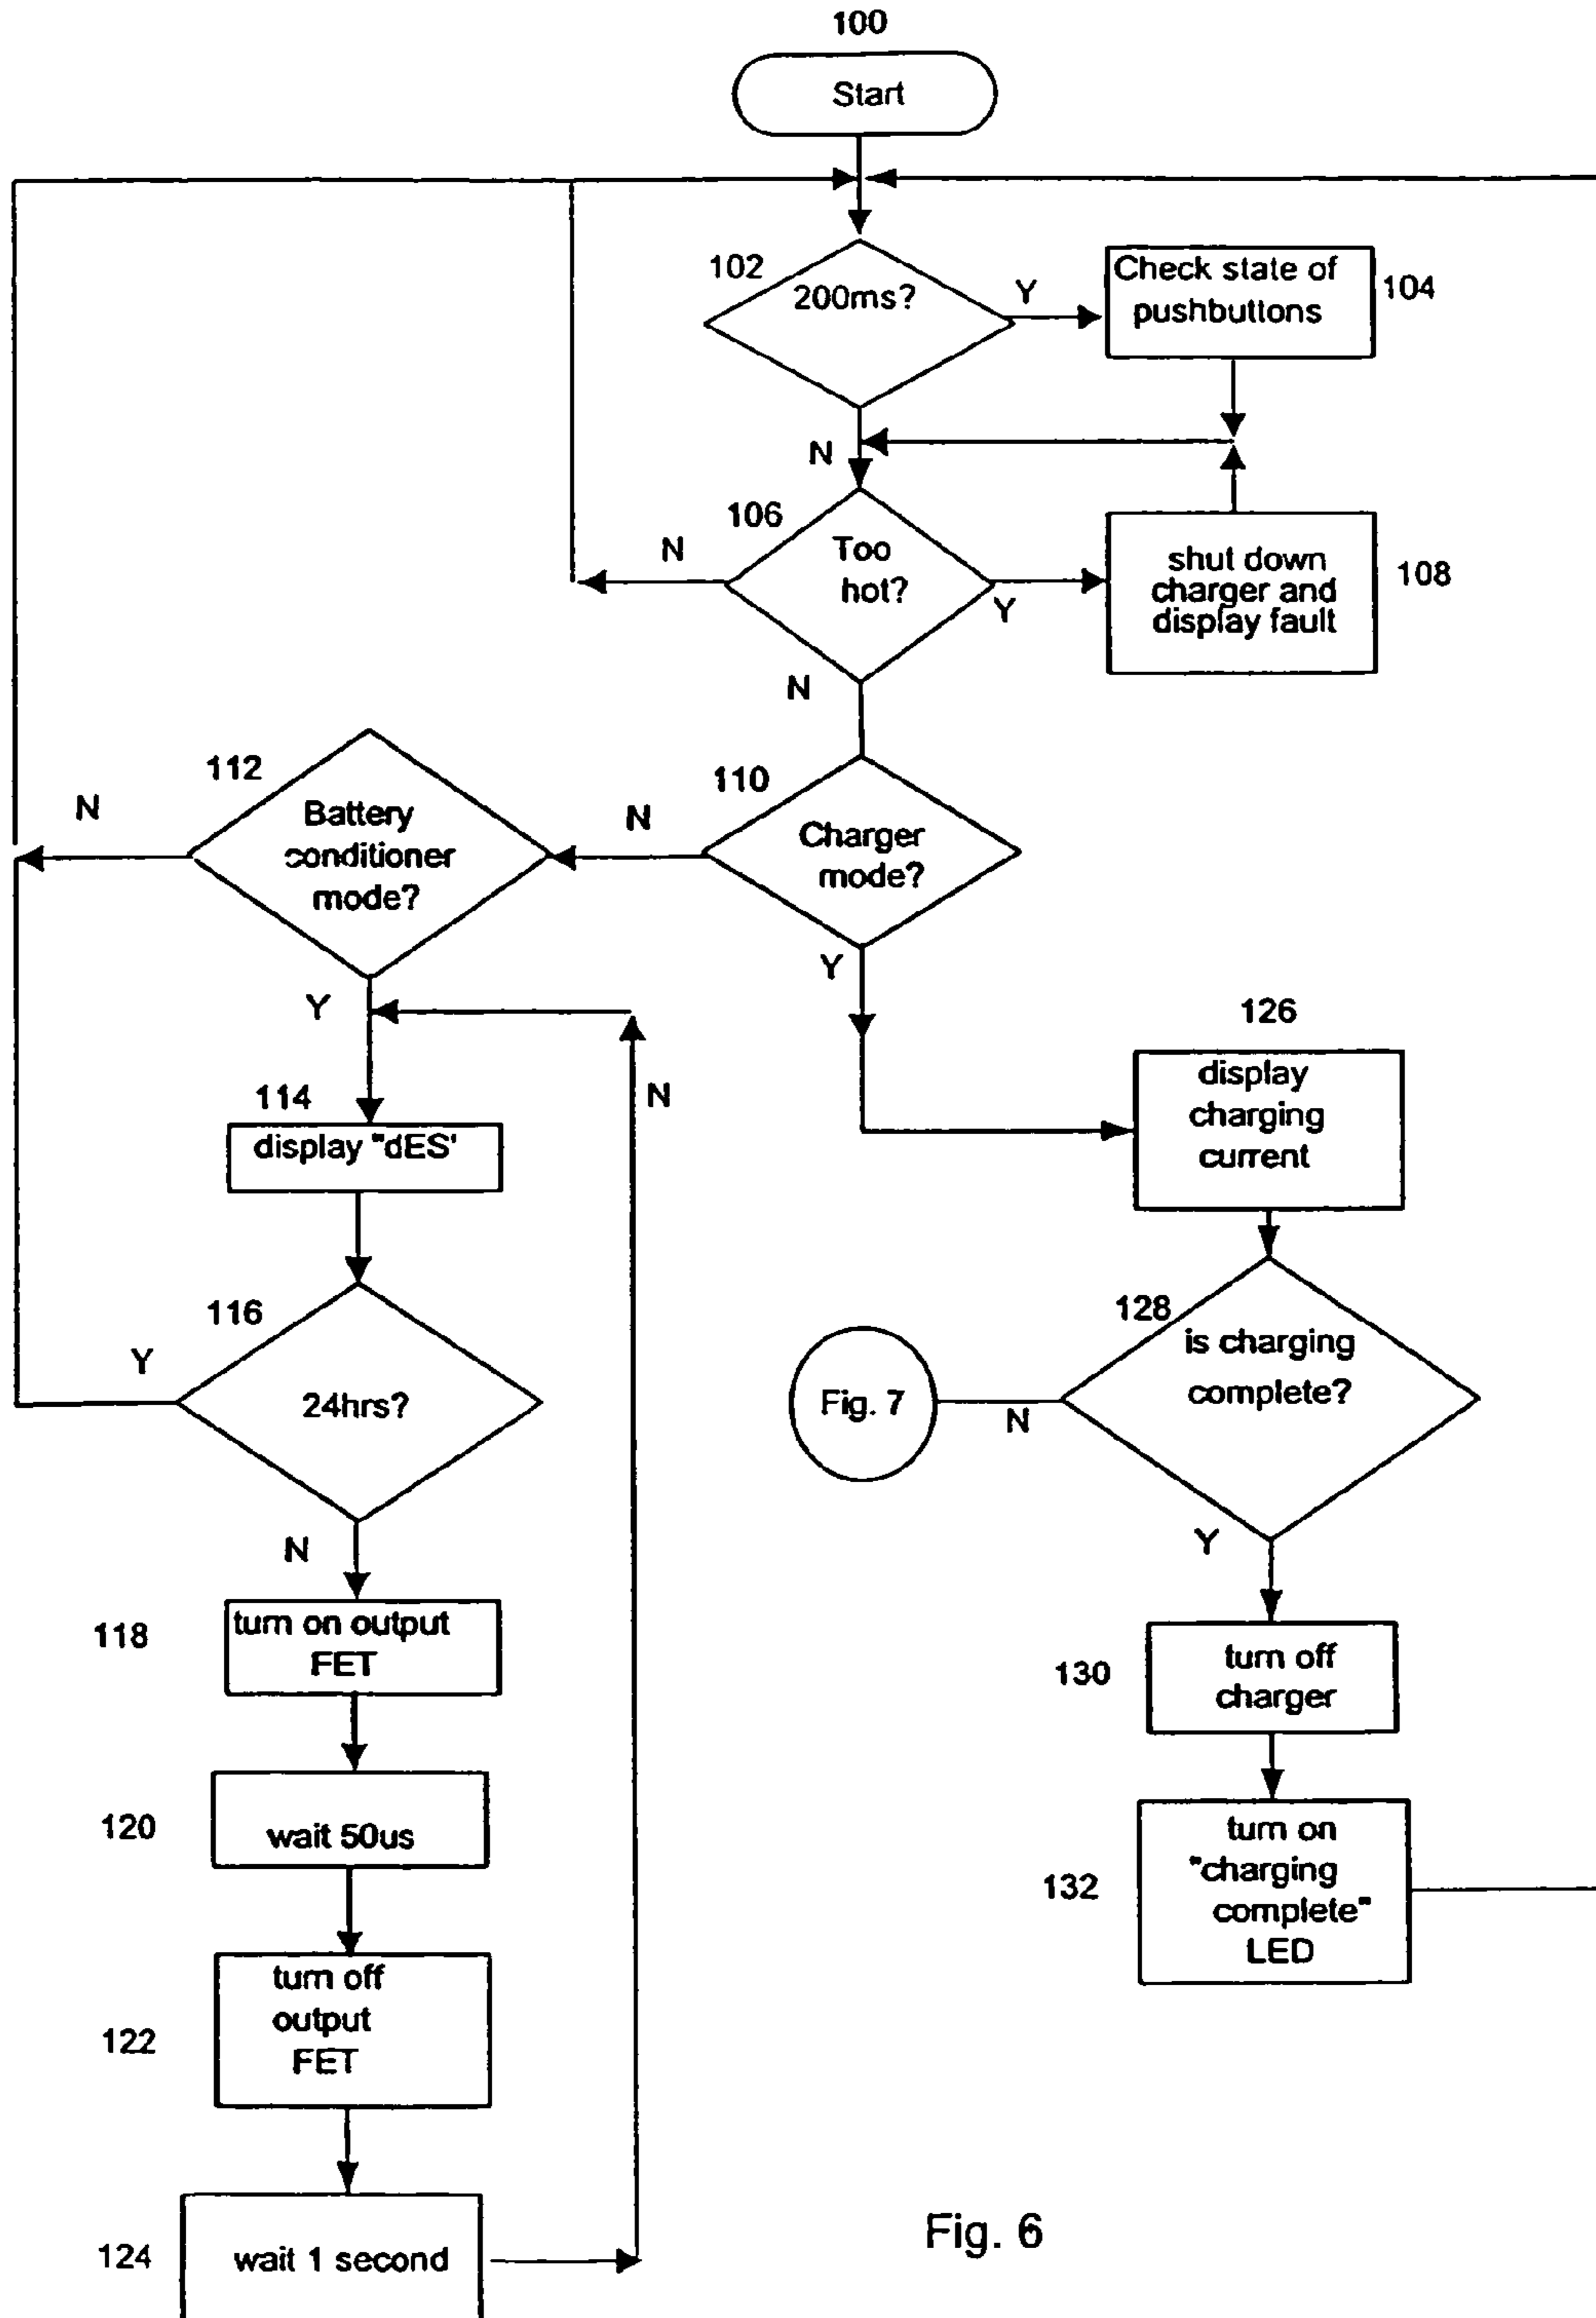 100
Start
102
200ms?
Y
Check state of
pushbuttons
104
N
106
Too
hot?
N
Y
shut down
charger and
display fault
108
N
112
Battery
conditioner
mode?
N
110
Charger
mode?
N
Y
Y
126
display
charging
current
N
114
display "dES'
116
24hrs?
Y
128
is charging
complete?
Fig. 7
N
N
Y
118
turn on output
FET
130
turn off
charger
120
wait 50us
132
turn on
"charging
complete"
LED
122
turn off
output
FET
124
wait 1 second
Fig. 6